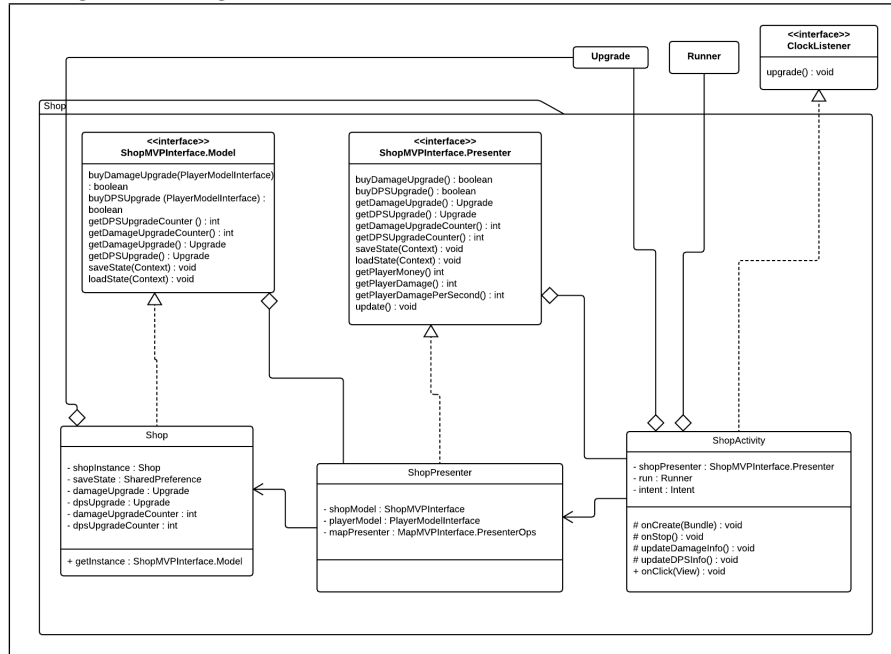 <<interface>>
ClockListener
upgrade() : void
Upgrade
Runner
Shop
<<interface>>
ShopMVPInterface.Model
buyDamageUpgrade(PlayerModelInterface)
: boolean
buyDPSUpgrade (PlayerModelInterface) :
boolean
getDPSUpgradeCounter () : int
getDamageUpgradeCounter() : int
getDamageUpgrade() : Upgrade
getDPSUpgrade() : Upgrade
saveState(Context) : void
loadState(Context) : void
<<interface>>
ShopMVPInterface.Presenter
buyDamageUpgrade() : boolean
buyDPSUpgrade() : boolean
getDamageUpgrade() : Upgrade
getDPSUpgrade() : Upgrade
getDamageUpgradeCounter() : int
getDPSUpgradeCounter() : int
saveState(Context) : void
loadState(Context) : void
getPlayerMoney() int
getPlayerDamage() : int
getPlayerDamagePerSecond() : int
update() : void
Shop
- shopInstance : Shop
- saveState : SharedPreference
- damageUpgrade : Upgrade
- dpsUpgrade : Upgrade
- damageUpgradeCounter : int
- dpsUpgradeCounter : int
+ getInstance : ShopMVPInterface.Model
ShopPresenter
- shopModel : ShopMVPInterface
- playerModel : PlayerModelInterface
- mapPresenter : MapMVPInterface.PresenterOps
ShopActivity
- shopPresenter : ShopMVPInterface.Presenter
- run : Runner
- intent : Intent
# onCreate(Bundle) : void
# onStop() : void
# updateDamageInfo() : void
# updateDPSInfo() : void
+ onClick(View) : void